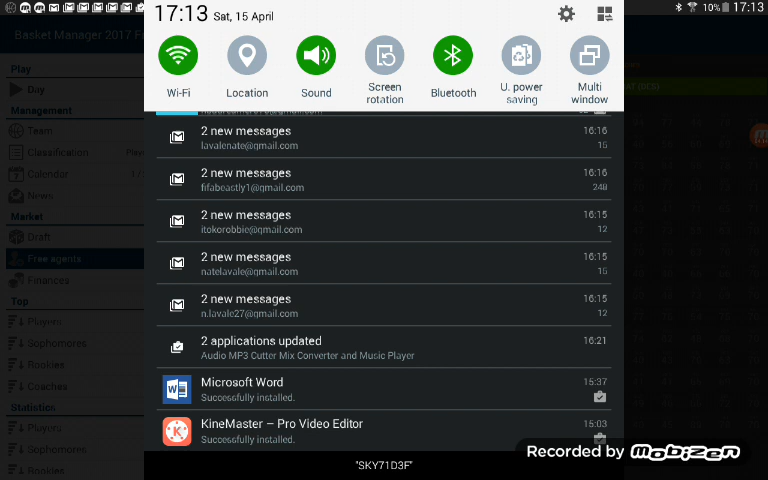 17:13 Sat, 15 April
10% 17:13
Basket Manager 2017 F
Wi-Fi
Location
Sound
Screen rotation
Bluetooth
U. power saving
Multi window
Play
Day
Management
Team
Classification
Calendar
News
Market
Draft
Free agents
Finances
Top
Players
Sophomores
Rookies
Coaches
Statistics
Players
Sophomores
Rookies
2 new messages 16:16
lavalenate@gmail.com 15
2 new messages 16:16
fifabeastly1@gmail.com 248
2 new messages 16:15
itokorobbie@gmail.com 12
2 new messages 16:15
natelavale@gmail.com 15
2 new messages 16:15
n.lavale27@gmail.com 12
2 applications updated 16:21
Audio MP3 Cutter Mix Converter and Music Player
Microsoft Word 15:37
Successfully installed.
KineMaster – Pro Video Editor 15:03
Successfully installed.
"SKY71D3F"
Recorded by Mobizen